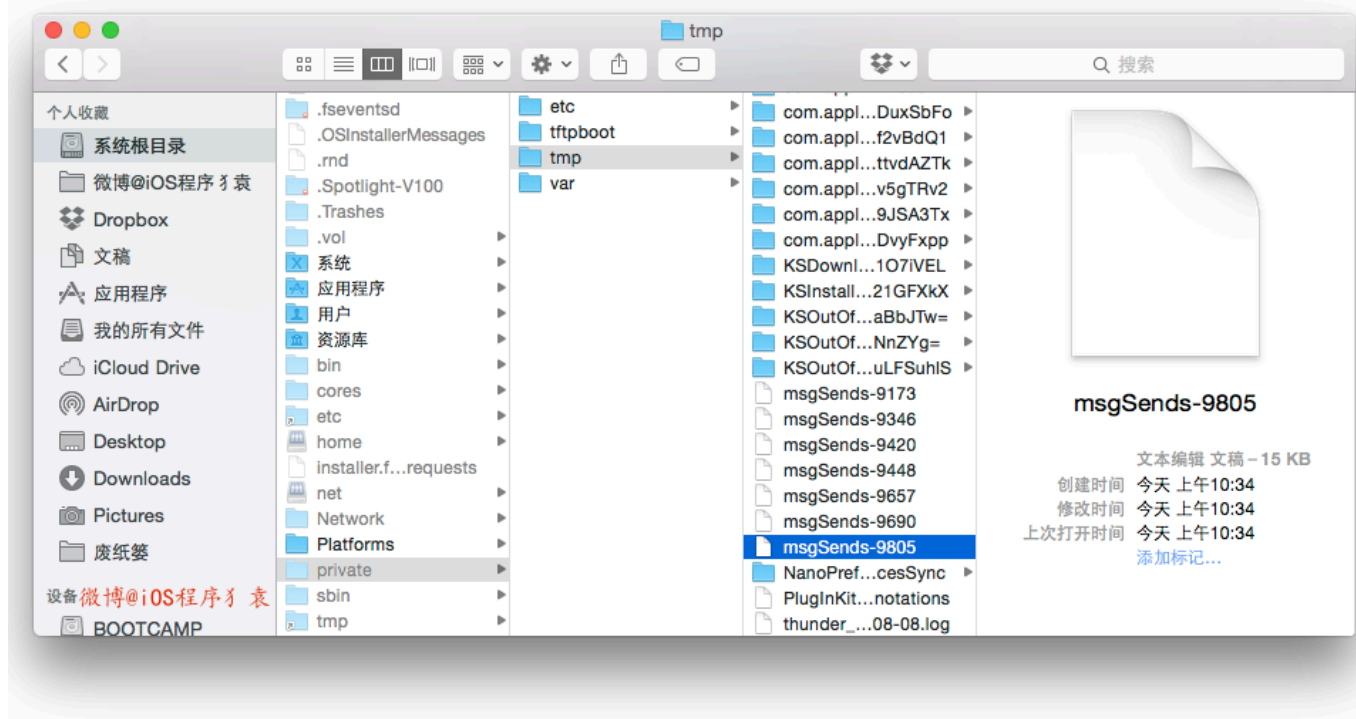 tmp
搜索
个人收藏
系统根目录
微博@iOS程序犭袁
Dropbox
文稿
应用程序
我的所有文件
iCloud Drive
AirDrop
Desktop
Downloads
Pictures
废纸篓
设备
微博@iOS程序犭袁
BOOTCAMP
.fseventsd
.OSInstallerMessages
.rnd
.Spotlight-V100
.Trashes
.vol
系统
应用程序
用户
资源库
bin
cores
etc
home
installer.f...requests
net
Network
Platforms
private
sbin
tmp
etc
tftpboot
tmp
var
com.appl...DuxSbFo
com.appl...f2vBdQ1
com.appl...ttvdAZTk
com.appl...v5gTRv2
com.appl...9JSA3Tx
com.appl...DvyFxpp
KSDownl...1O7iVEL
KSInstall...21GFXkX
KSOutOf...aBbJTw=
KSOutOf...NnZYg=
KSOutOf...uLFSuhlS
msgSends-9173
msgSends-9346
msgSends-9420
msgSends-9448
msgSends-9657
msgSends-9690
msgSends-9805
NanoPref...cesSync
PlugInKit...notations
thunder_...08-08.log
msgSends-9805
文本编辑 文稿 – 15 KB
创建时间 今天 上午10:34
修改时间 今天 上午10:34
上次打开时间 今天 上午10:34
添加标记...